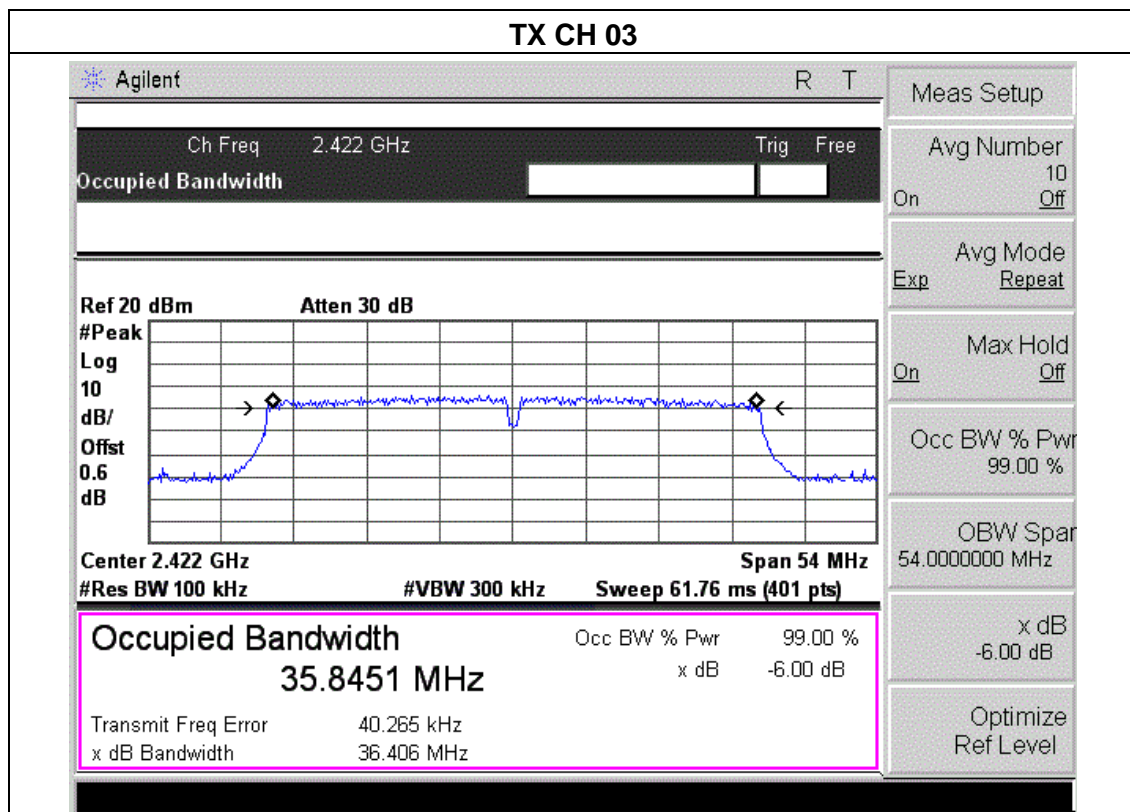 TX CH 03
Agilent R T
Ch Freq 2.422 GHz Trig Free
Occupied Bandwidth
Ref 20 dBm Atten 30 dB
#Peak
Log
10
dB/
Offst
0.6
dB
Center 2.422 GHz Span 54 MHz
#Res BW 100 kHz #VBW 300 kHz Sweep 61.76 ms (401 pts)
Occupied Bandwidth Occ BW % Pwr 99.00 %
35.8451 MHz x dB -6.00 dB
Transmit Freq Error 40.265 kHz
x dB Bandwidth 36.406 MHz
Meas Setup
Avg Number
10
On Off
Avg Mode
Exp Repeat
Max Hold
On Off
Occ BW % Pwr
99.00 %
OBW Span
54.0000000 MHz
x dB
-6.00 dB
Optimize
Ref Level